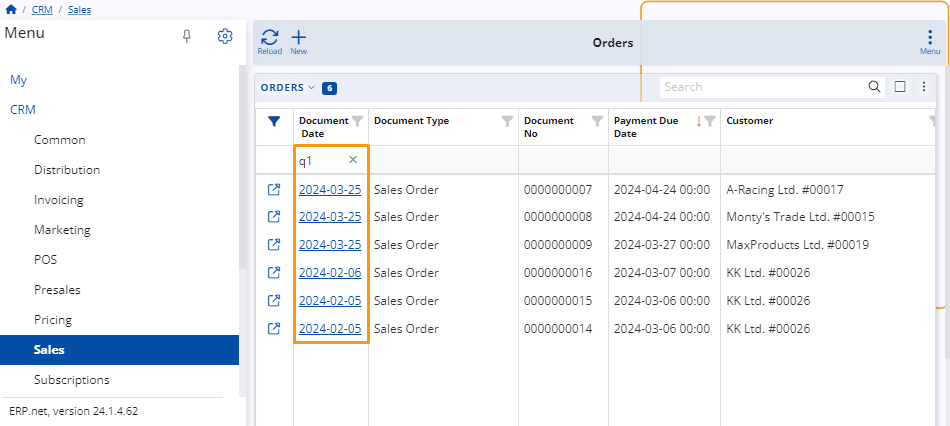 / CRM / Sales
Menu
My
CRM
Common
Distribution
Invoicing
Marketing
POS
Presales
Pricing
Sales
Subscriptions
ERP.net, version 24.1.4.62
Reload New Orders Menu
ORDERS 6 Search
Document Date Document Type Document No Payment Due Date Customer
q1
2024-03-25 Sales Order 0000000007 2024-04-24 00:00 A-Racing Ltd. #00017
2024-03-25 Sales Order 0000000008 2024-04-24 00:00 Monty's Trade Ltd. #00015
2024-03-25 Sales Order 0000000009 2024-03-27 00:00 MaxProducts Ltd. #00019
2024-02-06 Sales Order 0000000016 2024-03-07 00:00 KK Ltd. #00026
2024-02-05 Sales Order 0000000015 2024-03-06 00:00 KK Ltd. #00026
2024-02-05 Sales Order 0000000014 2024-03-06 00:00 KK Ltd. #00026